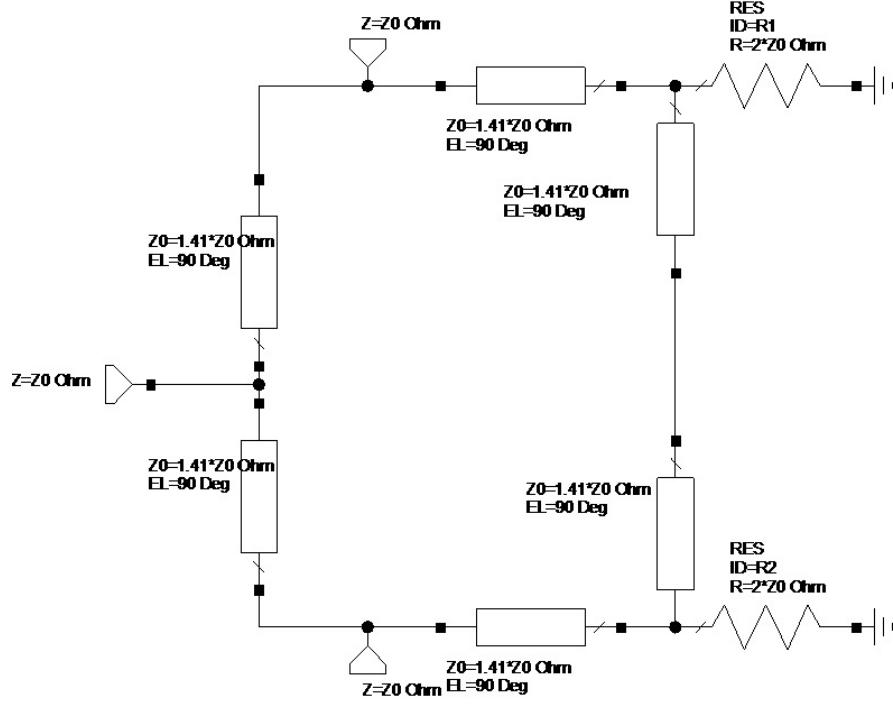 Z=Z0 Ohm
RES
ID=R1
R=2*Z0 Ohm
Z0=1.41*Z0 Ohm
EL=90 Deg
Z0=1.41*Z0 Ohm
EL=90 Deg
Z0=1.41*Z0 Ohm
EL=90 Deg
Z=Z0 Ohm
Z0=1.41*Z0 Ohm
EL=90 Deg
Z0=1.41*Z0 Ohm
EL=90 Deg
RES
ID=R2
R=2*Z0 Ohm
Z0=1.41*Z0 Ohm
EL=90 Deg
Z=Z0 Ohm